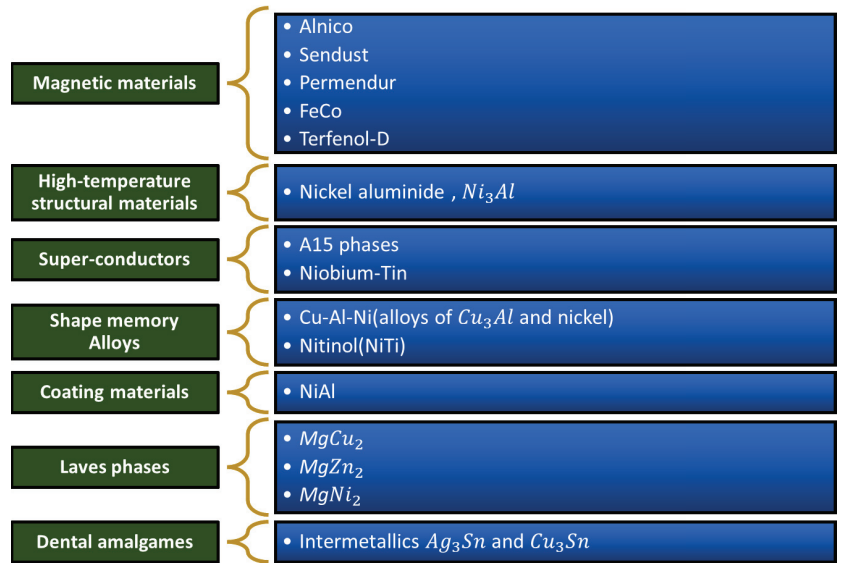 Magnetic materials
• Alnico
• Sendust
• Permendur
• FeCo
• Terfenol-D
High-temperature
structural materials
• Nickel aluminide , Ni₃Al
Super-conductors
• A15 phases
• Niobium-Tin
Shape memory
Alloys
• Cu-Al-Ni(alloys of Cu₃Al and nickel)
• Nitinol(NiTi)
Coating materials
• NiAl
Laves phases
• MgCu₂
• MgZn₂
• MgNi₂
Dental amalgames
• Intermetallics Ag₃Sn and Cu₃Sn